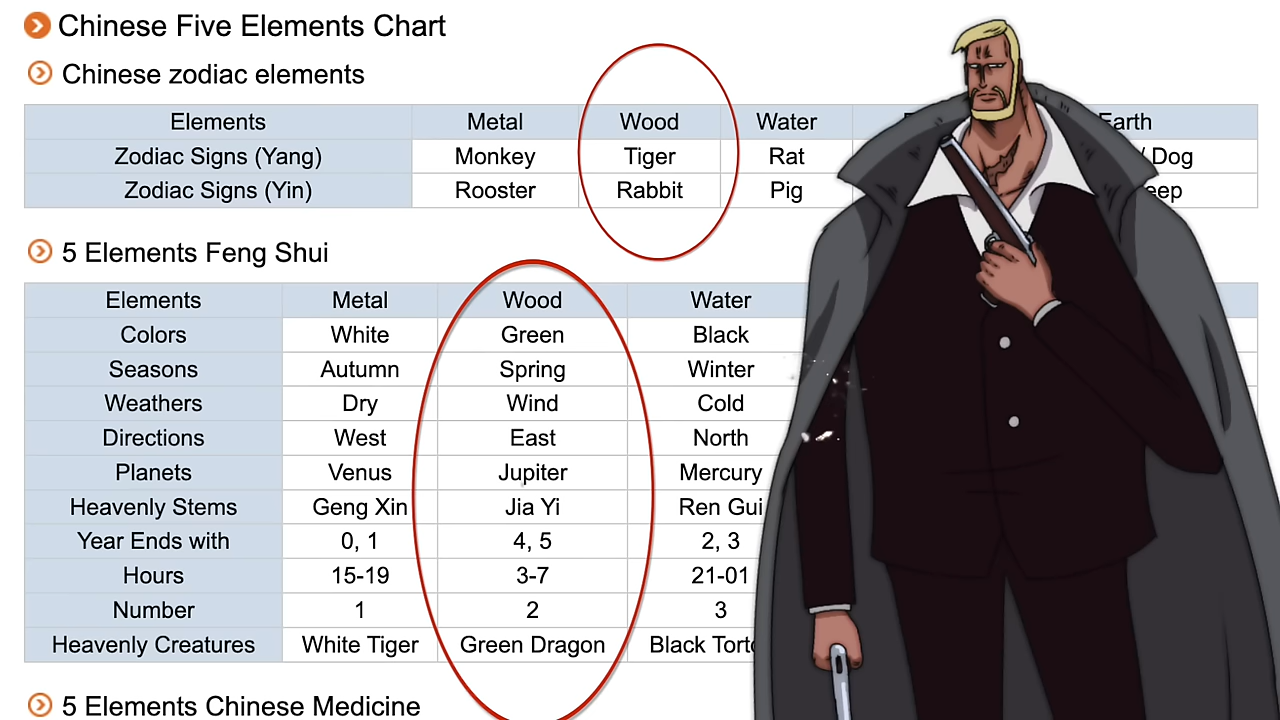 Chinese Five Elements Chart
Chinese zodiac elements
Elements Metal Wood Water Earth
Zodiac Signs (Yang) Monkey Tiger Rat / Dog
Zodiac Signs (Yin) Rooster Rabbit Pig
5 Elements Feng Shui
Elements Metal Wood Water
Colors White Green Black
Seasons Autumn Spring Winter
Weathers Dry Wind Cold
Directions West East North
Planets Venus Jupiter Mercury
Heavenly Stems Geng Xin Jia Yi Ren Gui
Year Ends with 0, 1 4, 5 2, 3
Hours 15-19 3-7 21-01
Number 1 2 3
Heavenly Creatures White Tiger Green Dragon Black
5 Elements Chinese Medicine